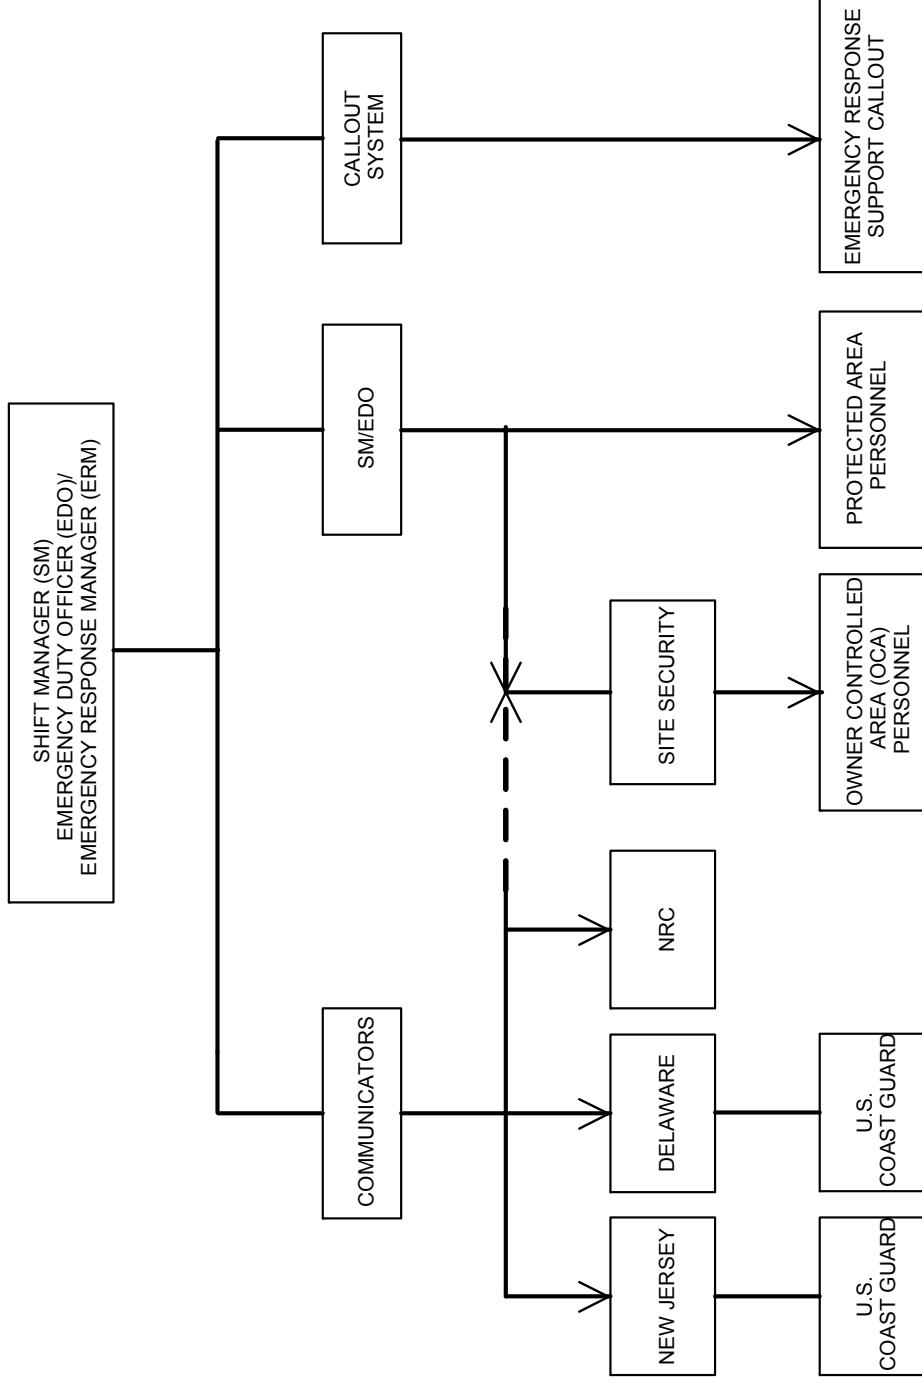 SHIFT MANAGER (SM)
EMERGENCY DUTY OFFICER (EDO)/
EMERGENCY RESPONSE MANAGER (ERM)
COMMUNICATORS
SM/EDO
CALLOUT
SYSTEM
NEW JERSEY
DELAWARE
NRC
SITE SECURITY
U.S.
COAST GUARD
U.S.
COAST GUARD
OWNER CONTROLLED
AREA (OCA)
PERSONNEL
PROTECTED AREA
PERSONNEL
EMERGENCY RESPONSE
SUPPORT CALLOUT